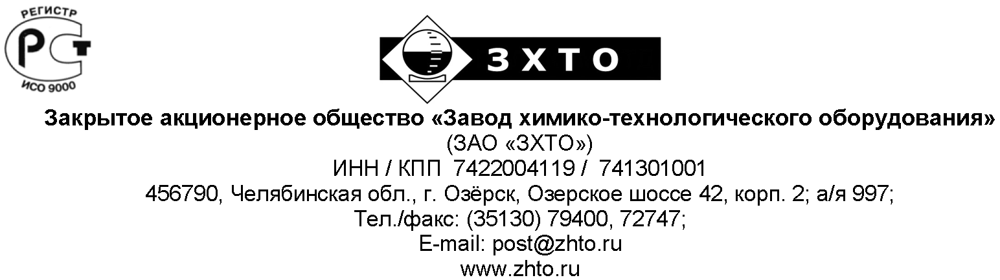 РЕГИСТР
РСТ
ИСО 9000
ЗХТО
Закрытое акционерное общество «Завод химико-технологического оборудования»
(ЗАО «ЗХТО»)
ИНН / КПП 7422004119 / 741301001
456790, Челябинская обл., г. Озёрск, Озерское шоссе 42, корп. 2; а/я 997;
Тел./факс: (35130) 79400, 72747;
E-mail: post@zhto.ru
www.zhto.ru